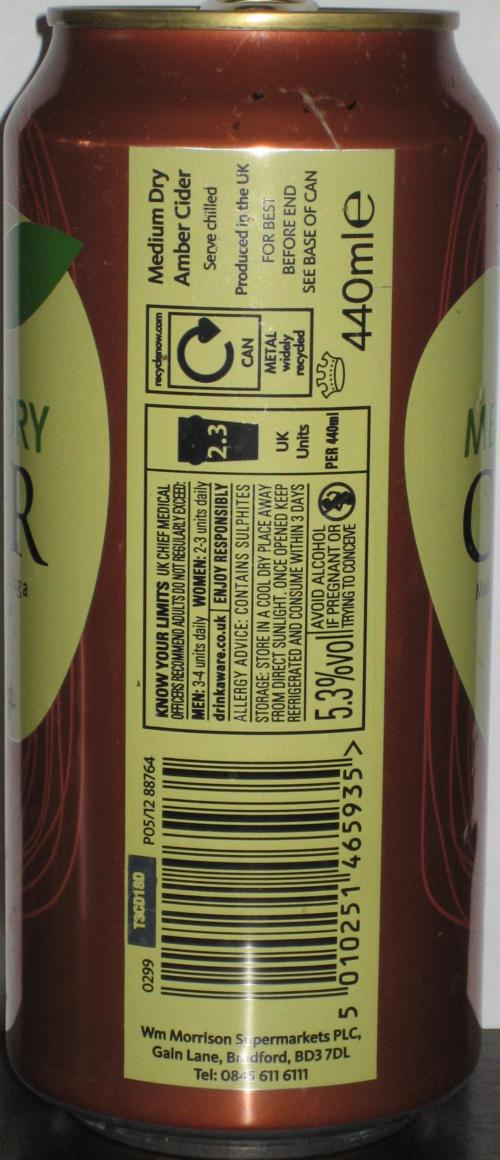 Medium Dry
Amber Cider
Serve chilled
Produced in the UK
FOR BEST
BEFORE END
SEE BASE OF CAN
440ml e
recyclenow.com
CAN
METAL
widely
recycled
2.3
UK
Units
PER 440ml
KNOW YOUR LIMITS UK CHIEF MEDICAL
OFFICERS RECOMMEND ADULTS DO NOT REGULARLY EXCEED:
MEN: 3-4 units daily WOMEN: 2-3 units daily
drinkaware.co.uk ENJOY RESPONSIBLY
ALLERGY ADVICE: CONTAINS SULPHITES
STORAGE: STORE IN A COOL DRY PLACE AWAY
FROM DIRECT SUNLIGHT. ONCE OPENED KEEP
REFRIGERATED AND CONSUME WITHIN 3 DAYS
5.3%vol
AVOID ALCOHOL
IF PREGNANT OR
TRYING TO CONCEIVE
P05/12 88764
TSCD18D
0299
5 010251 465935 >
Wm Morrison Supermarkets PLC,
Gain Lane, Bradford, BD3 7DL
Tel: 0845 611 6111
RY
R
M